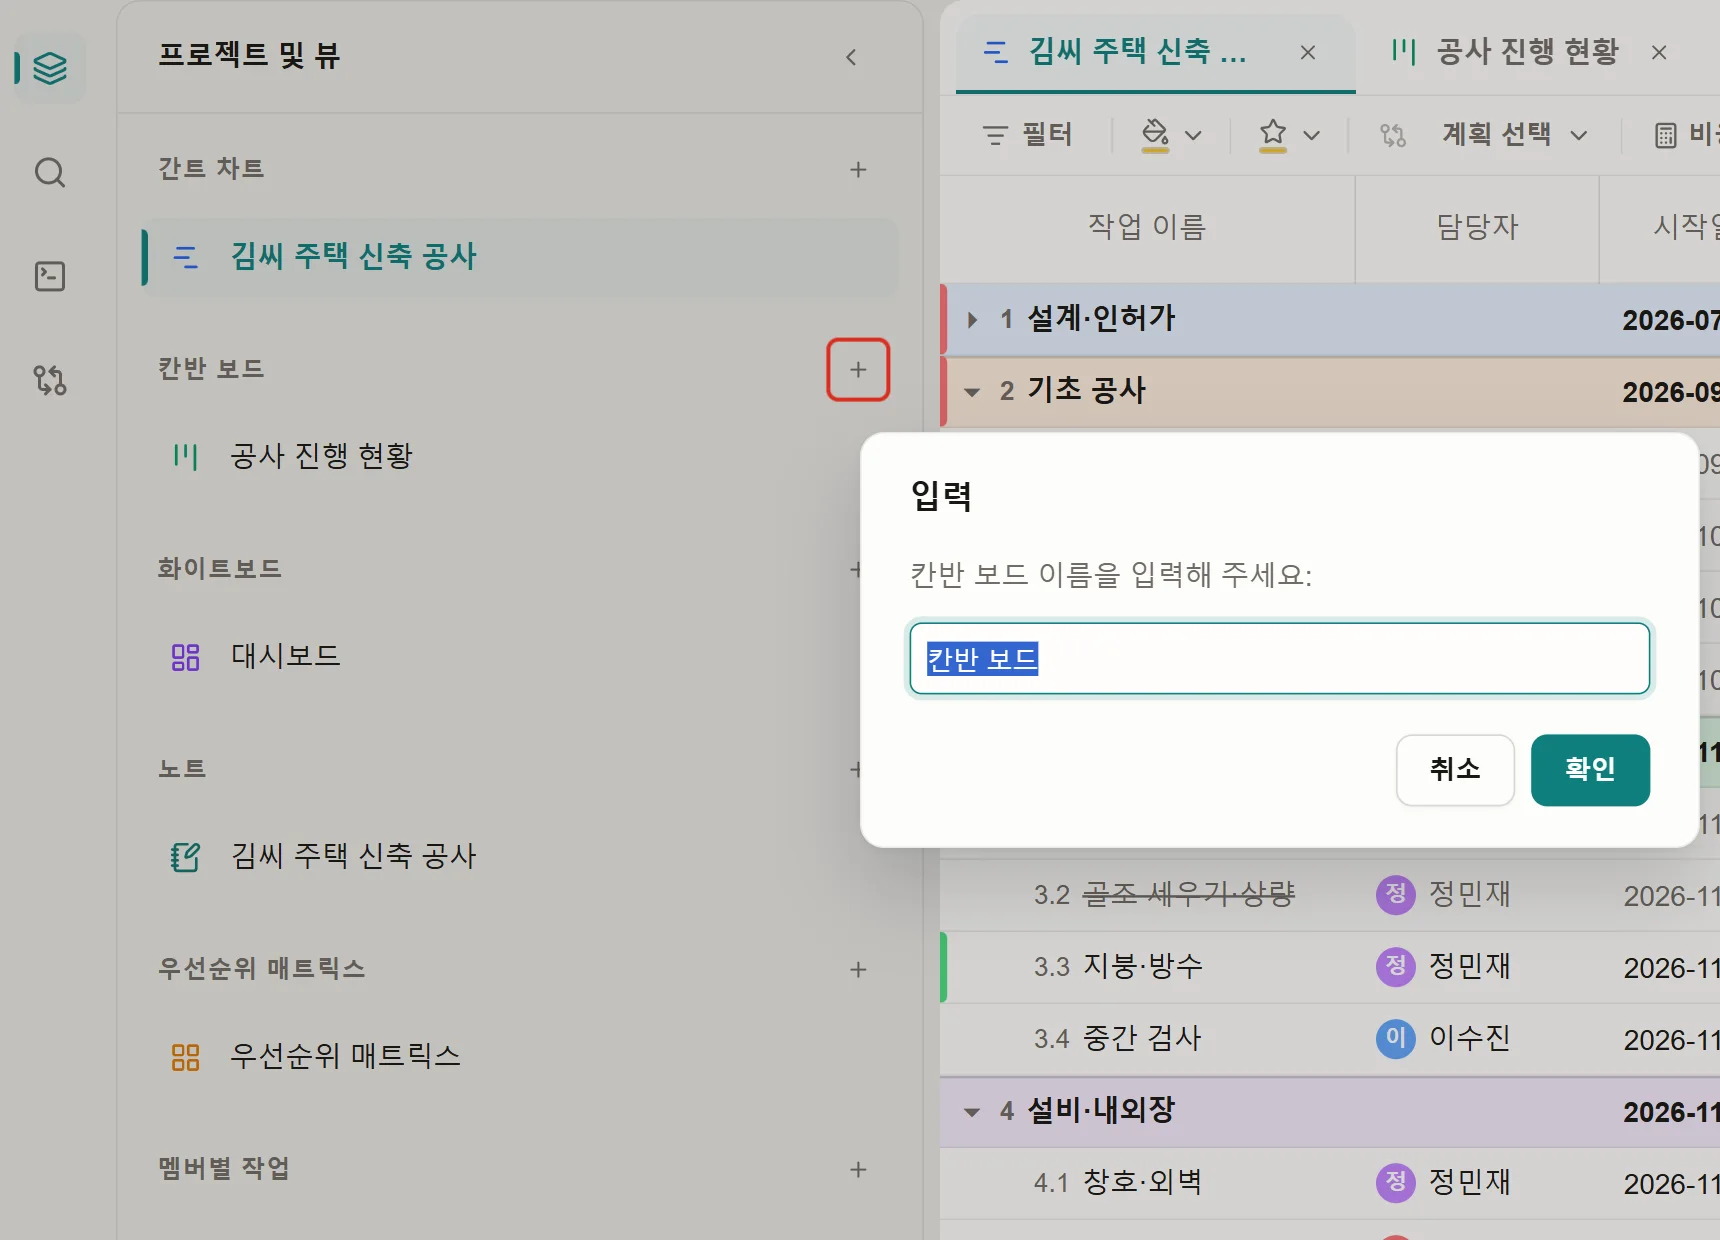 프로젝트 및 뷰
간트 차트
김씨 주택 신축 공사
칸반 보드
공사 진행 현황
화이트보드
대시보드
노트
김씨 주택 신축 공사
우선순위 매트릭스
우선순위 매트릭스
멤버별 작업
김씨 주택 신축 ...
공사 진행 현황
필터
계획 선택
작업 이름
담당자
시작일
1 설계·인허가 2026-07
2 기초 공사 2026-09
입력
칸반 보드 이름을 입력해 주세요:
칸반 보드
취소
확인
3.2 골조 세우기·상량 정 정민재 2026-11
3.3 지붕·방수 정 정민재 2026-11
3.4 중간 검사 이 이수진 2026-11
4 설비·내외장 2026-11
4.1 창호·외벽 정 정민재 2026-11